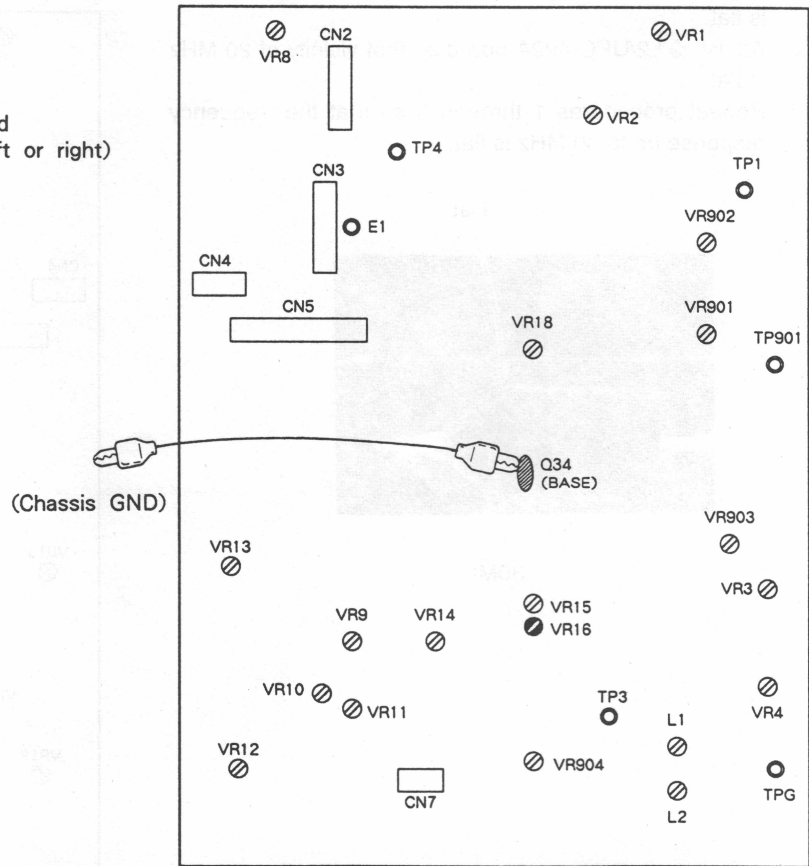 CN2
VR1
VR8
VR2
d
ft or right)
TP4
TP1
CN3
VR902
E1
CN4
CN5
VR901
VR18
TP901
Q34
(BASE)
(Chassis GND)
VR903
VR13
VR3
VR15
VR9
VR14
VR16
VR10
VR11
TP3
VR4
L1
VR12
VR904
CN7
TPG
L2